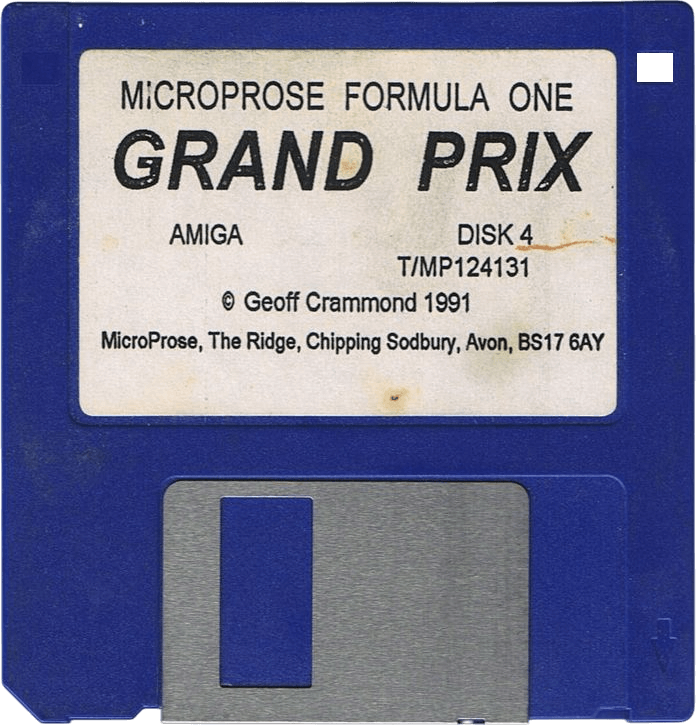 MICROPROSE FORMULA ONE
GRAND PRIX
AMIGA DISK 4
T/MP124131
© Geoff Crammond 1991
MicroProse, The Ridge, Chipping Sodbury, Avon, BS17 6AY